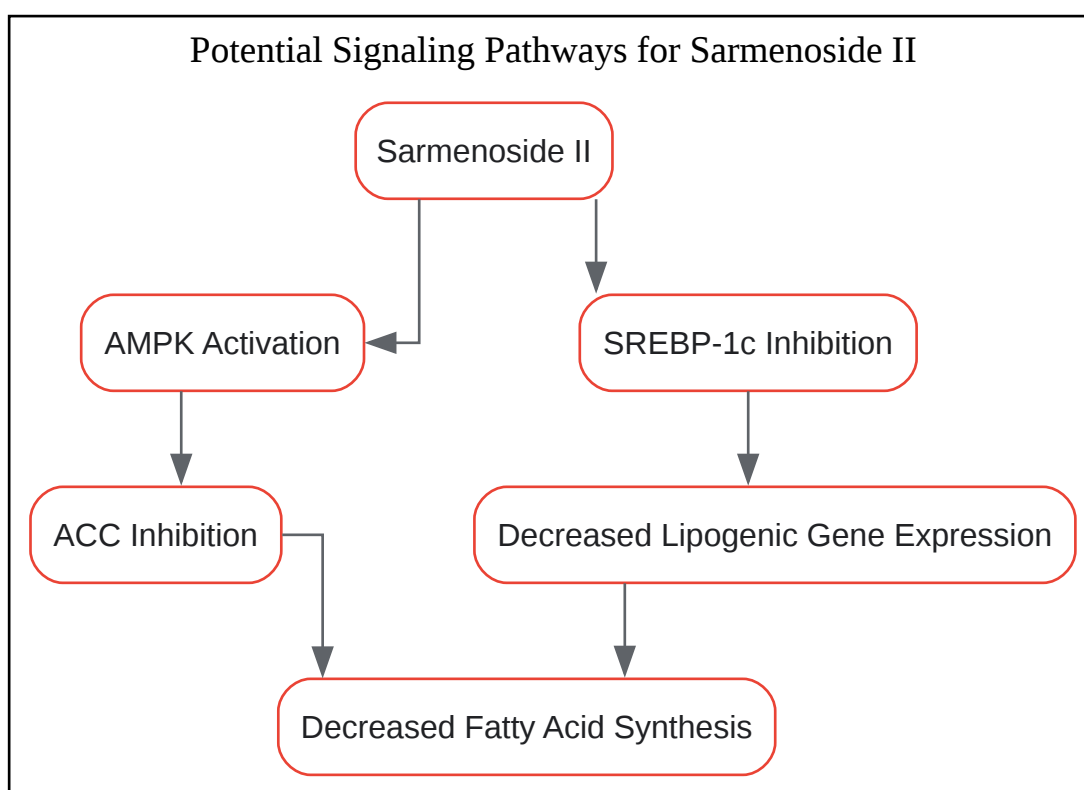 Potential Signaling Pathways for Sarmenoside II
Sarmenoside II
AMPK Activation
SREBP-1c Inhibition
ACC Inhibition
Decreased Lipogenic Gene Expression
Decreased Fatty Acid Synthesis